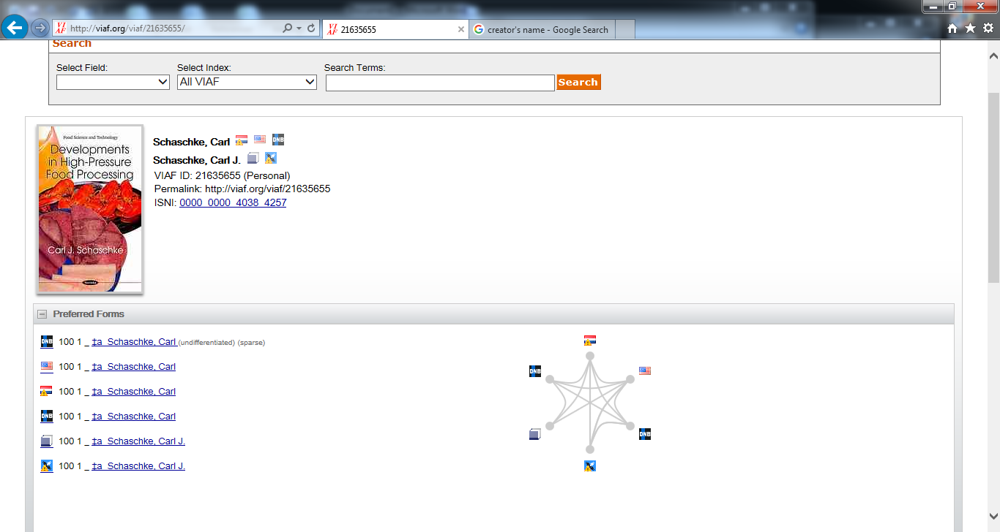 http://viaf.org/viaf/21635655/
VIAF 21635655
creator's name - Google Search
Search
Select Field:
Select Index:
Search Terms:
All VIAF
Search
Food Science and Technology
Developments
in High-Pressure
Food Processing
Carl J. Schaschke
Schaschke, Carl DNB
Schaschke, Carl J.
VIAF ID: 21635655 (Personal)
Permalink: http://viaf.org/viaf/21635655
ISNI: 0000 0000 4038 4257
Preferred Forms
DNB 100 1 _ ‡a Schaschke, Carl (undifferentiated) (sparse)
100 1 _ ‡a Schaschke, Carl
100 1 _ ‡a Schaschke, Carl
DNB 100 1 _ ‡a Schaschke, Carl
100 1 _ ‡a Schaschke, Carl J.
100 1 _ ‡a Schaschke, Carl J.
DNB
DNB